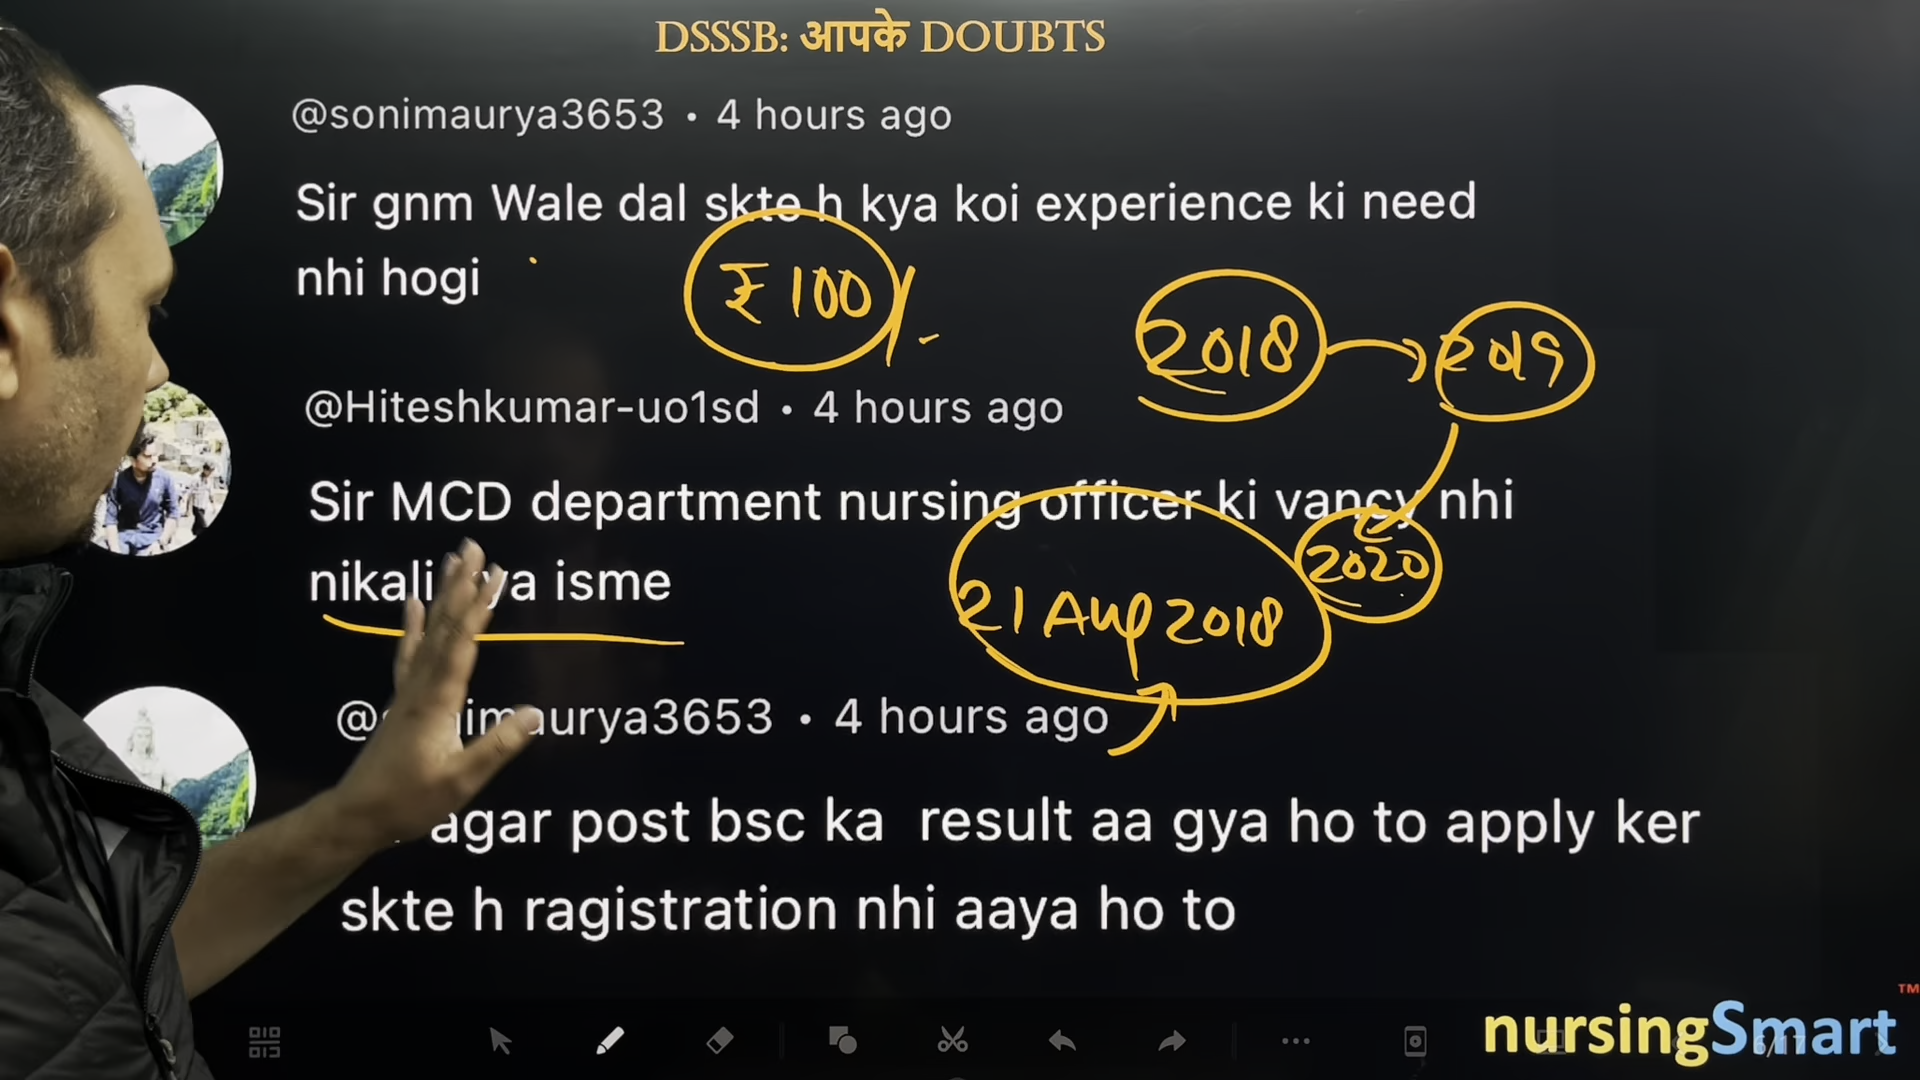 DSSSB: आपके DOUBTS
@sonimaurya3653 • 4 hours ago
Sir gnm Wale dal skte h kya koi experience ki need
nhi hogi
₹100/-
2018 → 2019
@Hiteshkumar-uo1sd • 4 hours ago
Sir MCD department nursing officer ki vancy nhi
nikali isme
2020
21 Aug 2018
4 hours ago
agar post bsc ka result aa gya ho to apply ker
skte h ragistration nhi aaya ho to
nursingSmart
TM